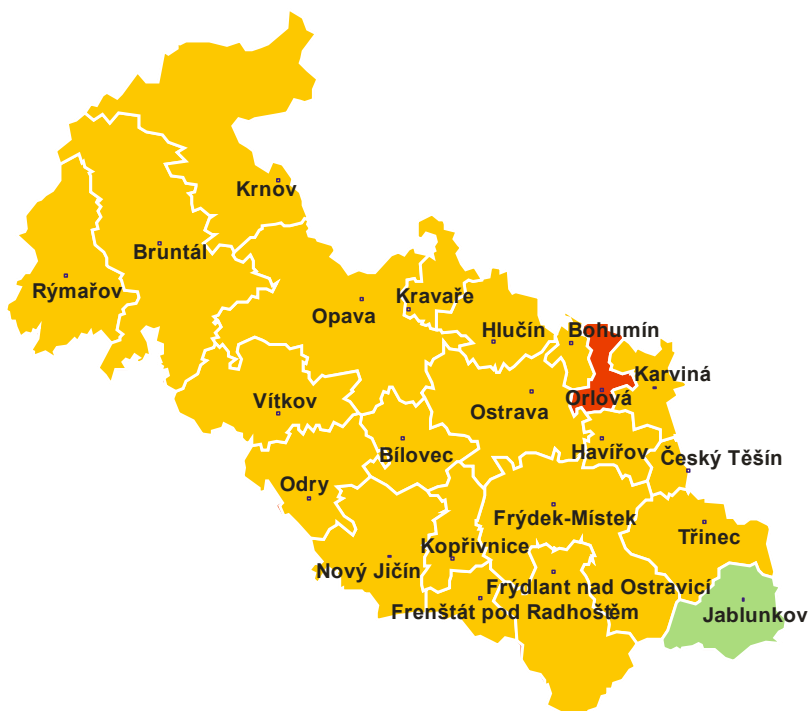 Krnov
Bruntál
Rýmařov
Kravaře
Opava
Hlučín
Bohumín
Karviná
Orlová
Vítkov
Ostrava
Havířov
Bílovec
Český Těšín
Odry
Frýdek-Místek
Třinec
Kopřivnice
Nový Jičín
Frýdlant nad Ostravicí
Frenštát pod Radhoštěm
Jablunkov